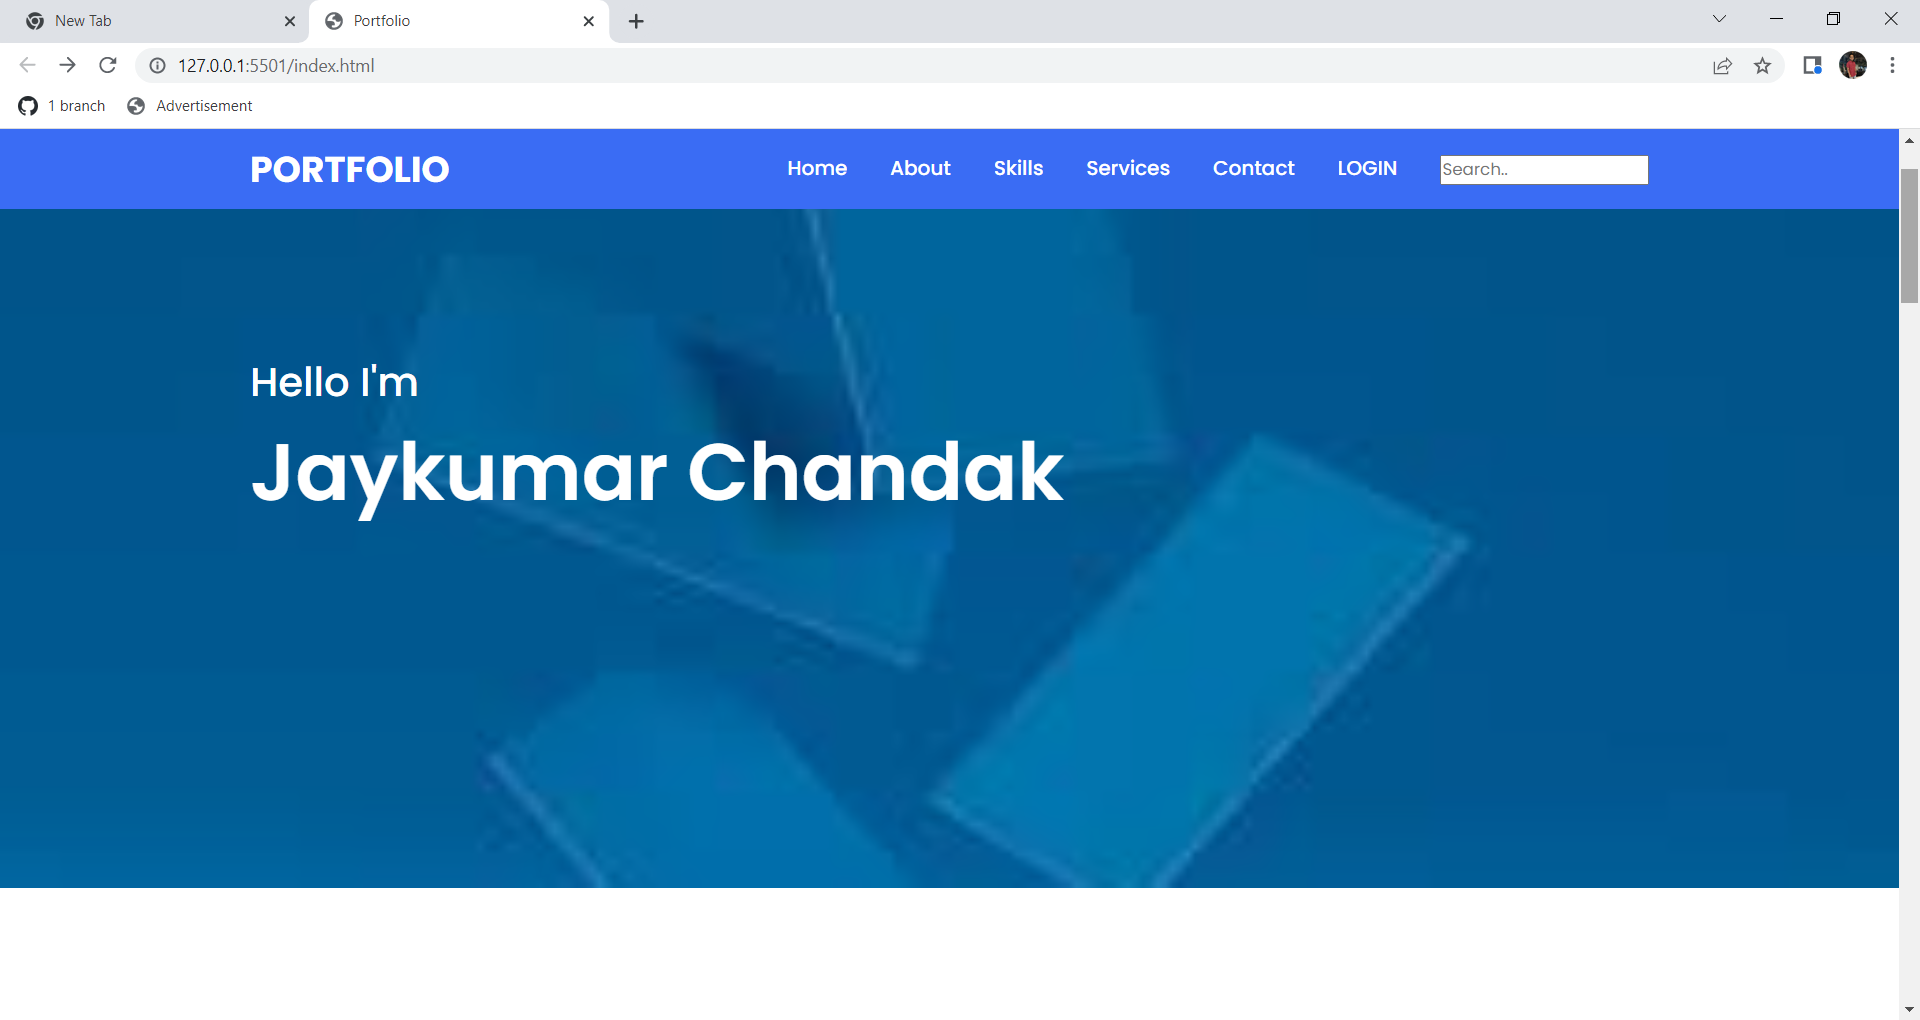 New Tab
Portfolio
127.0.0.1:5501/index.html
1 branch
Advertisement
PORTFOLIO
Home
About
Skills
Services
Contact
LOGIN
Search..
Hello I'm
Jaykumar Chandak